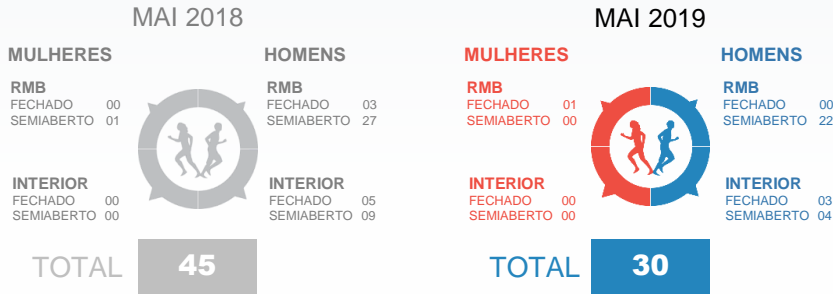 MAI 2018
MULHERES
RMB
FECHADO 00
SEMIABERTO 01
INTERIOR
FECHADO 00
SEMIABERTO 00
HOMENS
RMB
FECHADO 03
SEMIABERTO 27
INTERIOR
FECHADO 05
SEMIABERTO 09
TOTAL 45
MAI 2019
MULHERES
RMB
FECHADO 01
SEMIABERTO 00
INTERIOR
FECHADO 00
SEMIABERTO 00
HOMENS
RMB
FECHADO 00
SEMIABERTO 22
INTERIOR
FECHADO 03
SEMIABERTO 04
TOTAL 30